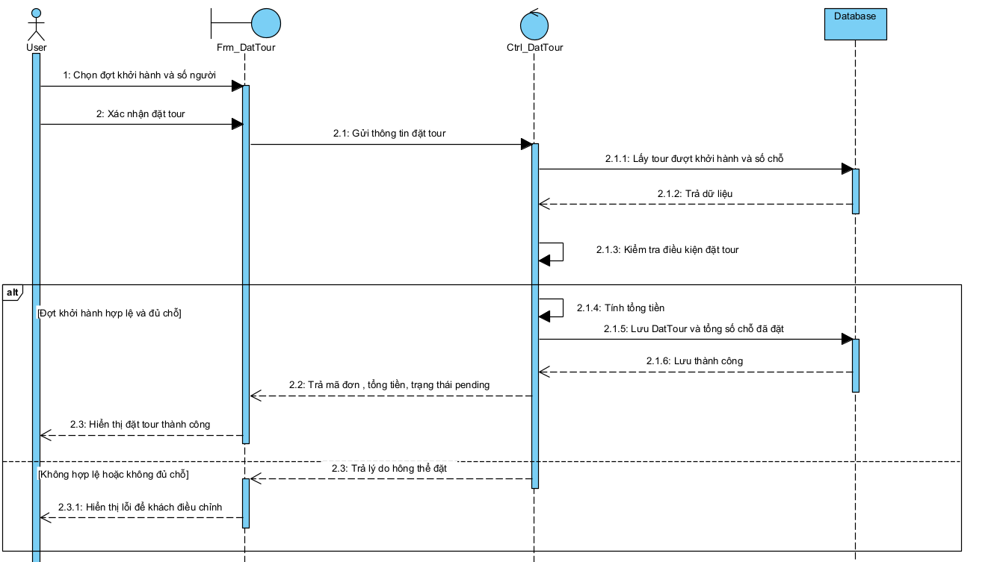 User
Frm_DatTour
Ctrl_DatTour
Database
1: Chọn đợt khởi hành và số người
2: Xác nhận đặt tour
2.1: Gửi thông tin đặt tour
2.1.1: Lấy tour đượt khởi hành và số chỗ
2.1.2: Trả dữ liệu
2.1.3: Kiểm tra điều kiện đặt tour
alt
[Đợt khởi hành hợp lệ và đủ chỗ]
2.1.4: Tính tổng tiền
2.1.5: Lưu DatTour và tổng số chỗ đã đặt
2.1.6: Lưu thành công
2.2: Trả mã đơn , tổng tiền, trạng thái pending
2.3: Hiển thị đặt tour thành công
[Không hợp lệ hoặc không đủ chỗ]
2.3: Trả lý do hông thể đặt
2.3.1: Hiển thị lỗi để khách điều chỉnh